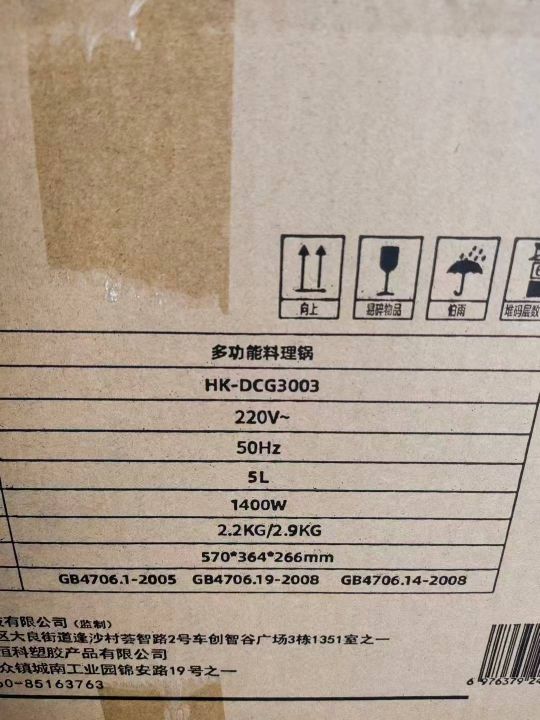 向上 易碎物品 怕雨 堆码层数
多功能料理锅
HK-DCG3003
220V~
50Hz
5L
1400W
2.2KG/2.9KG
570*364*266mm
GB4706.1-2005 GB4706.19-2008 GB4706.14-2008
有限公司(监制)
区大良街道逢沙村荟智路2号车创智谷广场3栋1351室之一
恒科塑胶产品有限公司
众镇城南工业园锦安路19号之一
0-85163763
6 976379 24